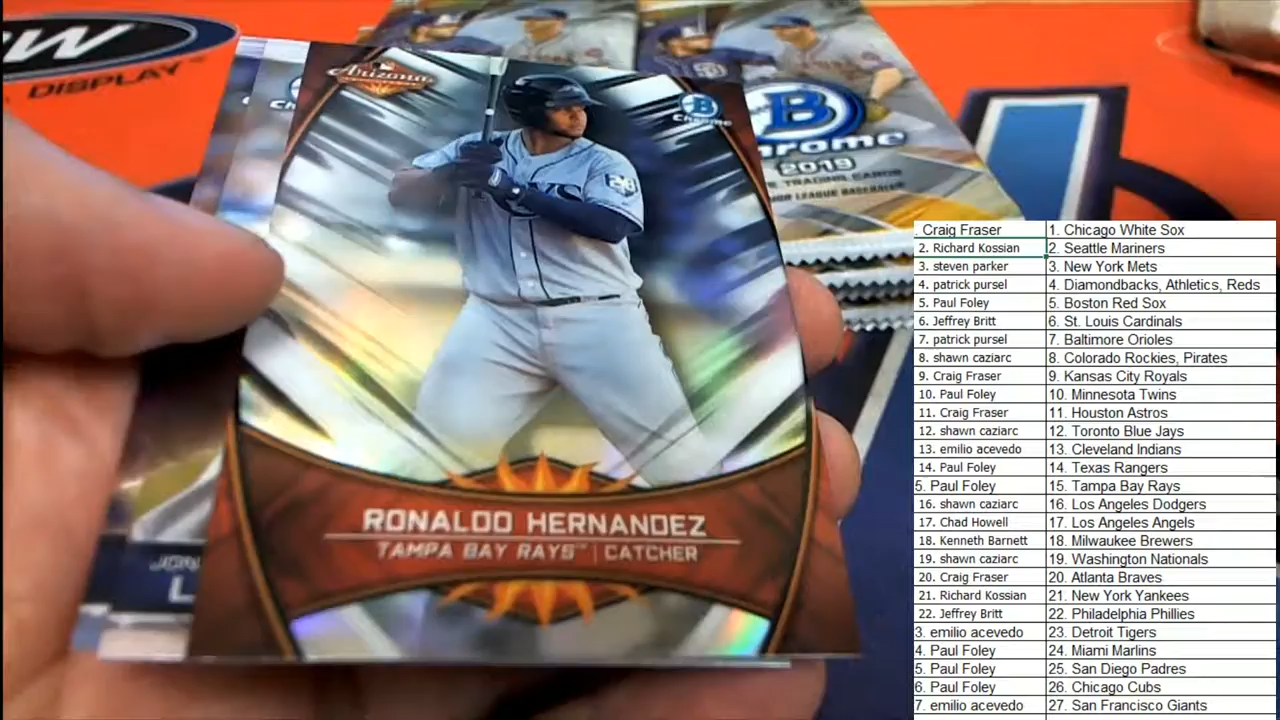 W
DISPLAY
Arizona
B
Chrome
Ch
RAYS
20
B
hrome
2019
TRADING CARDS
LEAGUE BASEBALL
RONALDO HERNANDEZ
TAMPA BAY RAYS™ | CATCHER
JON
L
. Craig Fraser 1. Chicago White Sox
2. Richard Kossian 2. Seattle Mariners
3. steven parker 3. New York Mets
4. patrick pursel 4. Diamondbacks, Athletics, Reds
5. Paul Foley 5. Boston Red Sox
6. Jeffrey Britt 6. St. Louis Cardinals
7. patrick pursel 7. Baltimore Orioles
8. shawn caziarc 8. Colorado Rockies, Pirates
9. Craig Fraser 9. Kansas City Royals
10. Paul Foley 10. Minnesota Twins
11. Craig Fraser 11. Houston Astros
12. shawn caziarc 12. Toronto Blue Jays
13. emilio acevedo 13. Cleveland Indians
14. Paul Foley 14. Texas Rangers
5. Paul Foley 15. Tampa Bay Rays
16. shawn caziarc 16. Los Angeles Dodgers
17. Chad Howell 17. Los Angeles Angels
18. Kenneth Barnett 18. Milwaukee Brewers
19. shawn caziarc 19. Washington Nationals
20. Craig Fraser 20. Atlanta Braves
21. Richard Kossian 21. New York Yankees
22. Jeffrey Britt 22. Philadelphia Phillies
3. emilio acevedo 23. Detroit Tigers
4. Paul Foley 24. Miami Marlins
5. Paul Foley 25. San Diego Padres
6. Paul Foley 26. Chicago Cubs
7. emilio acevedo 27. San Francisco Giants